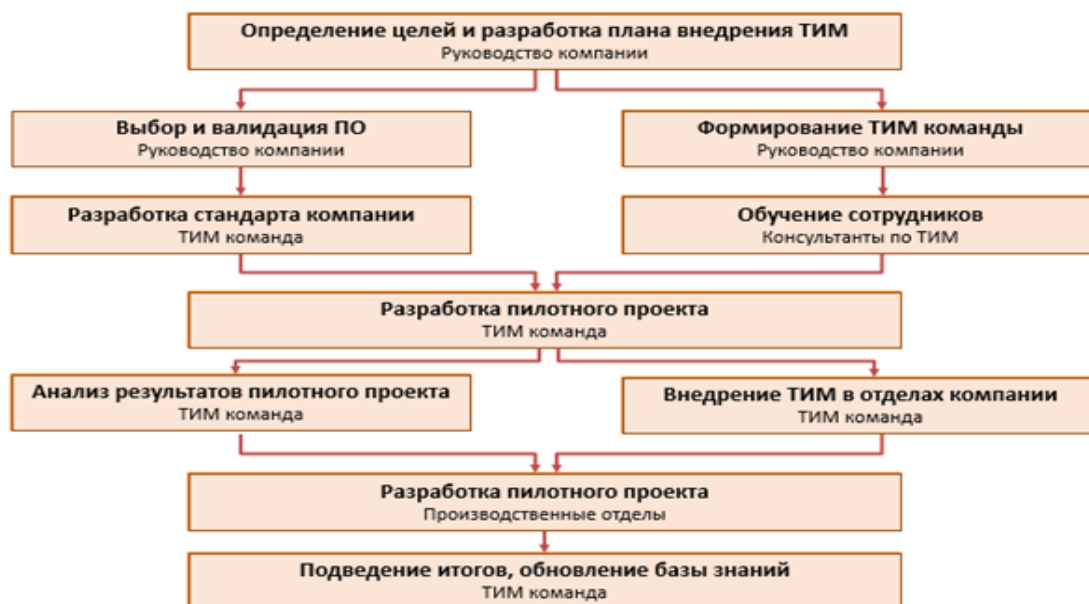 Определение целей и разработка плана внедрения ТИМ
Руководство компании
Выбор и валидация ПО
Руководство компании
Формирование ТИМ команды
Руководство компании
Разработка стандарта компании
ТИМ команда
Обучение сотрудников
Консультанты по ТИМ
Разработка пилотного проекта
ТИМ команда
Анализ результатов пилотного проекта
ТИМ команда
Внедрение ТИМ в отделах компании
ТИМ команда
Разработка пилотного проекта
Производственные отделы
Подведение итогов, обновление базы знаний
ТИМ команда